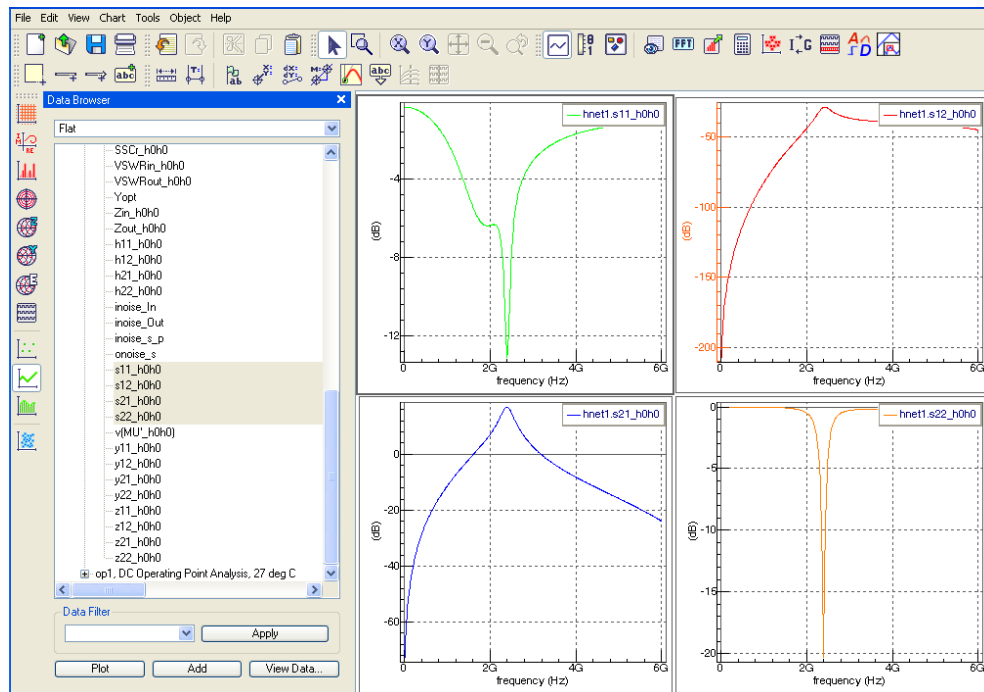 File Edit View Chart Tools Object Help
FFT
Data Browser
Flat
SSCr_h0h0
VSWRin_h0h0
VSWRout_h0h0
Yopt
Zin_h0h0
Zout_h0h0
h11_h0h0
h12_h0h0
h21_h0h0
h22_h0h0
inoise_In
inoise_Out
inoise_s_p
onoise_s
s11_h0h0
s12_h0h0
s21_h0h0
s22_h0h0
v(MU'_h0h0)
y11_h0h0
y12_h0h0
y21_h0h0
y22_h0h0
z11_h0h0
z12_h0h0
z21_h0h0
z22_h0h0
op1, DC Operating Point Analysis, 27 deg C
Data Filter
Apply
Plot Add View Data...
hnet1.s11_h0h0
(dB)
-4
-8
-12
0 2G 4G 6G
frequency (Hz)
hnet1.s12_h0h0
(dB)
-50
-100
-150
-200
0 2G 4G 6G
frequency (Hz)
hnet1.s21_h0h0
(dB)
0
-20
-40
-60
0 2G 4G 6G
frequency (Hz)
hnet1.s22_h0h0
(dB)
0
-5
-10
-15
-20
0 2G 4G 6G
frequency (Hz)